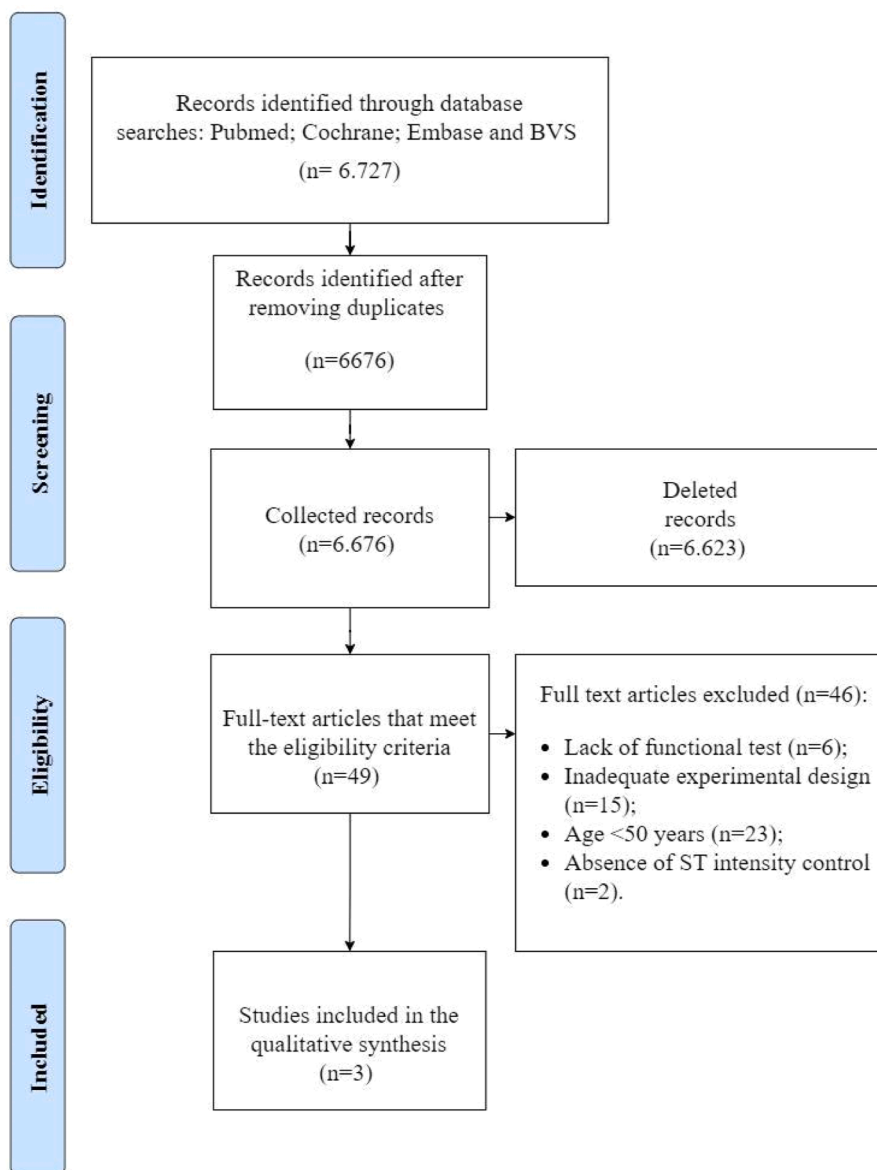 Identification
Records identified through database
searches: Pubmed; Cochrane; Embase and BVS
(n= 6.727)
Records identified after
removing duplicates
(n=6676)
Screening
Collected records
(n=6.676)
Deleted
records
(n=6.623)
Eligibility
Full-text articles that meet
the eligibility criteria
(n=49)
Full text articles excluded (n=46):
• Lack of functional test (n=6);
• Inadequate experimental design
(n=15);
• Age <50 years (n=23);
• Absence of ST intensity control
(n=2).
Included
Studies included in the
qualitative synthesis
(n=3)